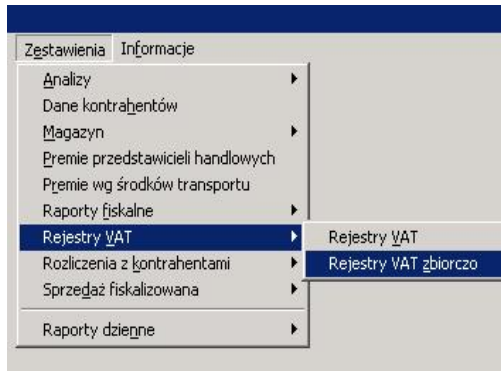 Zestawienia Informacje
Analizy
Dane kontrahentów
Magazyn
Premie przedstawicieli handlowych
Premie wg środków transportu
Raporty fiskalne
Rejestry VAT Rejestry VAT
Rozliczenia z kontrahentami Rejestry VAT zbiorczo
Sprzedaż fiskalizowana
Raporty dzienne